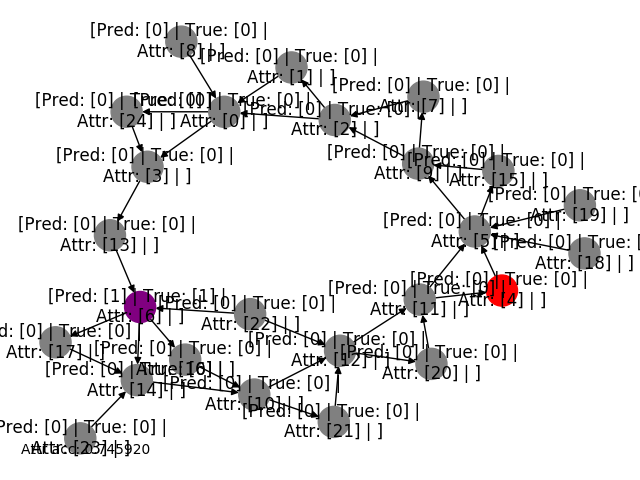 [Pred: [0] | True: [0] |
Attr: [8] | ]
[Pred: [0] | True: [0] |
Attr: [1] | ]
[Pred: [0] | True: [0] |
Attr: [7] | ]
[Pred: [0] | True: [0] |
Attr: [24] | ]
[Pred: [0] | True: [0] |
Attr: [0] | ]
[Pred: [0] | True: [0] |
Attr: [2] | ]
[Pred: [0] | True: [0] |
Attr: [3] | ]
[Pred: [0] | True: [0] |
Attr: [9] | ]
[Pred: [0] | True: [0] |
Attr: [15] | ]
[Pred: [0] | True: [0]
Attr: [19] | ]
[Pred: [0] | True: [0] |
Attr: [13] | ]
[Pred: [0] | True: [0] |
Attr: [5] | ]
[Pred: [0] | True: [0] |
Attr: [18] | ]
[Pred: [0] | True: [0] |
Attr: [4] | ]
[Pred: [0] | True: [0] |
Attr: [11] | ]
[Pred: [1] | True: [1] |
Attr: [6] | ]
[Pred: [0] | True: [0] |
Attr: [22] | ]
[0] | True: [0] |
Attr: [17] | ]
[Pred: [0] | True: [0] |
Attr: [16] | ]
[Pred: [0] | True: [0] |
Attr: [12] | ]
[Pred: [0] | True: [0] |
Attr: [20] | ]
[Pred: [0] | True: [0] |
Attr: [14] | ]
[Pred: [0] | True: [0] |
Attr: [10] | ]
[Pred: [0] | True: [0] |
Attr: [21] | ]
Pred: [0] | True: [0] |
Attr: [23] | ]
0.745920